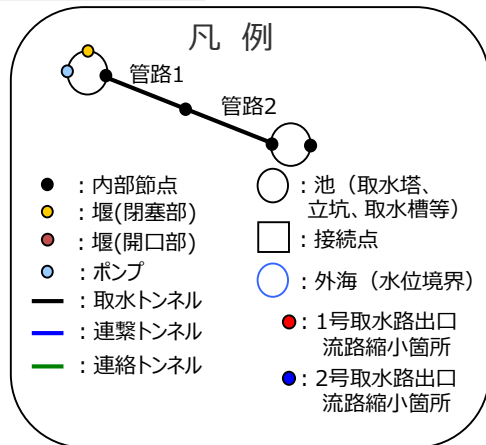 凡 例
管路1
管路2
：内部節点
：堰(閉塞部)
：堰(開口部)
：ポンプ
：取水トンネル
：連繋トンネル
：連絡トンネル
：池（取水塔、
立坑、取水槽等）
：接続点
：外海（水位境界）
：1号取水路出口
流路縮小箇所
：2号取水路出口
流路縮小箇所